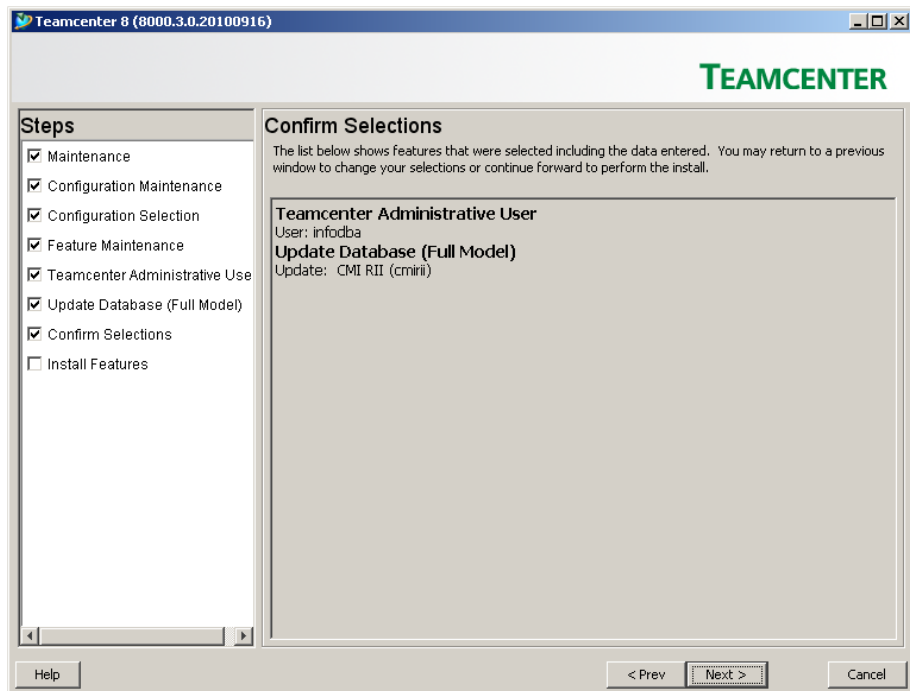 Teamcenter 8 (8000.3.0.20100916)
TEAMCENTER
Steps
Maintenance
Configuration Maintenance
Configuration Selection
Feature Maintenance
Teamcenter Administrative Use
Update Database (Full Model)
Confirm Selections
Install Features
Confirm Selections
The list below shows features that were selected including the data entered. You may return to a previous
window to change your selections or continue forward to perform the install.
Teamcenter Administrative User
User: infodba
Update Database (Full Model)
Update: CMI RII (cmirii)
Help
< Prev
Next >
Cancel